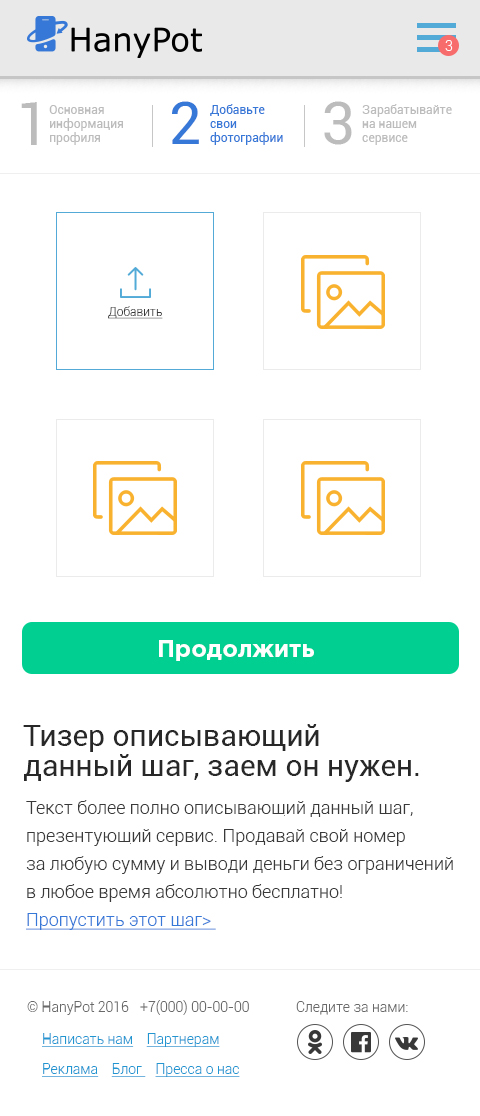 HanyPot
3
1
Основная
информация
профиля
2
Добавьте
свои
фотографии
3
Зарабатывайте
на нашем
сервисе
Добавить
Продолжить
Тизер описывающий
данный шаг, заем он нужен.
Текст более полно описывающий данный шаг,
презентующий сервис. Продавай свой номер
за любую сумму и выводи деньги без ограничений
в любое время абсолютно бесплатно!
Пропустить этот шаг>
© HanyPot 2016 +7(000) 00-00-00
Написать нам Партнерам
Реклама Блог Пресса о нас
Следите за нами: